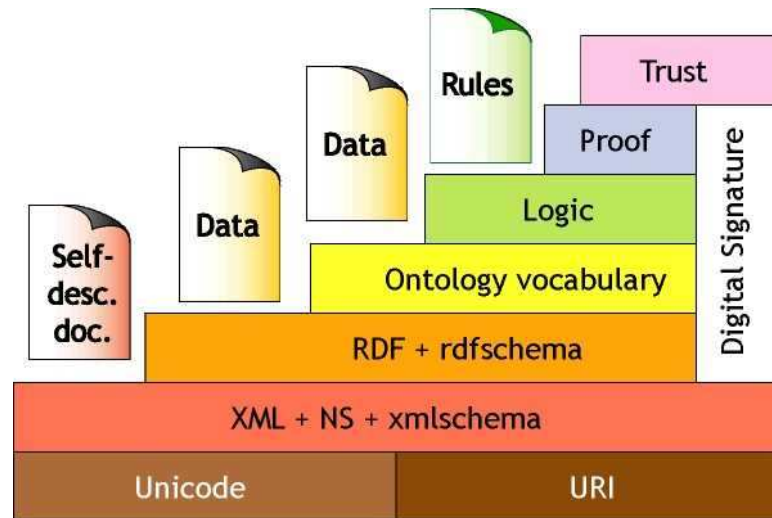 Trust
Rules
Proof
Data
Logic
Data
Digital Signature
Self-
desc.
doc.
Ontology vocabulary
RDF + rdfschema
XML + NS + xmlschema
Unicode
URI